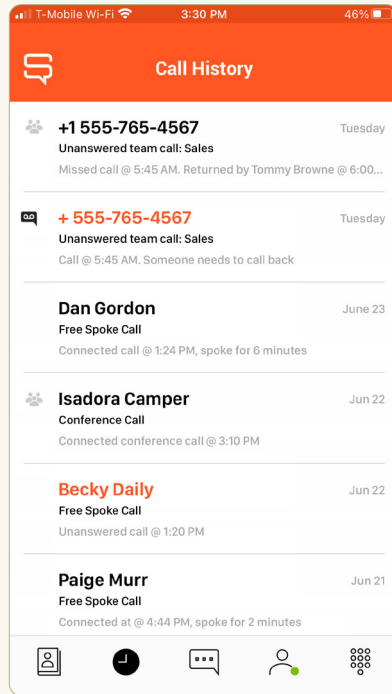 T-Mobile Wi-Fi 3:30 PM 46%
Call History
+1 555-765-4567 Tuesday
Unanswered team call: Sales
Missed call @ 5:45 AM. Returned by Tommy Browne @ 6:00...
+ 555-765-4567 Tuesday
Unanswered team call: Sales
Call @ 5:45 AM. Someone needs to call back
Dan Gordon June 23
Free Spoke Call
Connected call @ 1:24 PM, spoke for 6 minutes
Isadora Camper Jun 22
Conference Call
Connected conference call @ 3:10 PM
Becky Daily Jun 22
Free Spoke Call
Unanswered call @ 1:20 PM
Paige Murr Jun 21
Free Spoke Call
Connected at @ 4:44 PM, spoke for 2 minutes